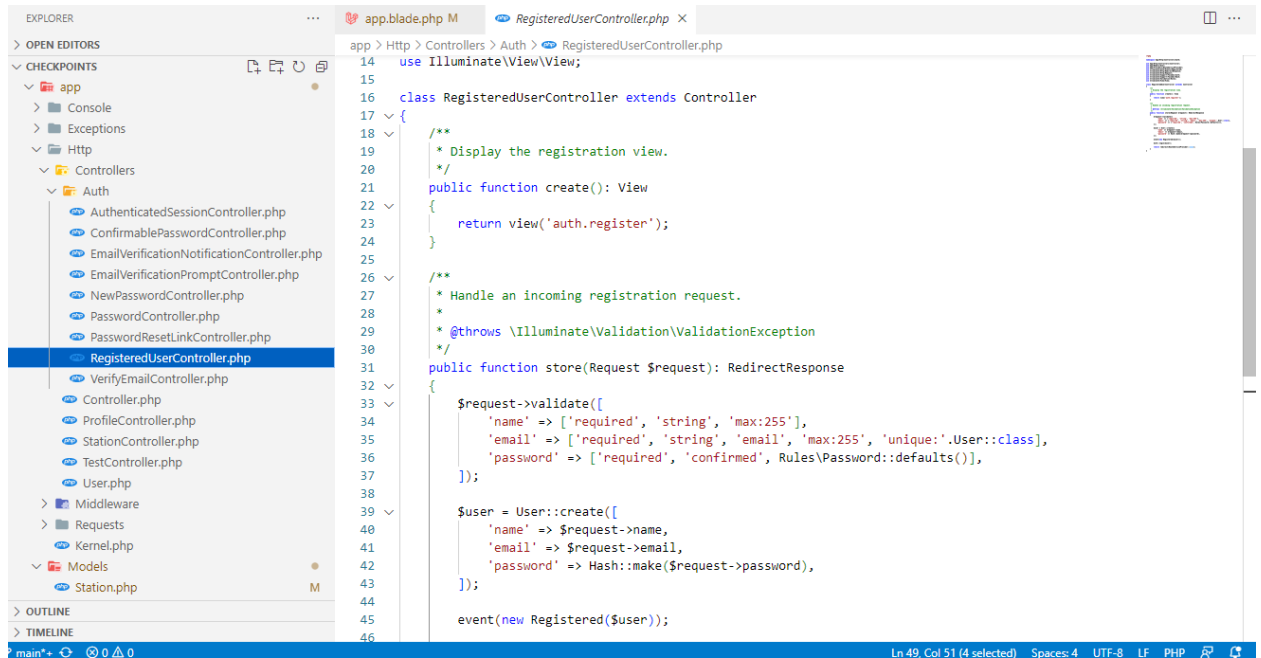 EXPLORER
OPEN EDITORS
CHECKPOINTS
app
Console
Exceptions
Http
Controllers
Auth
AuthenticatedSessionController.php
ConfirmablePasswordController.php
EmailVerificationNotificationController.php
EmailVerificationPromptController.php
NewPasswordController.php
PasswordController.php
PasswordResetLinkController.php
RegisteredUserController.php
VerifyEmailController.php
Controller.php
ProfileController.php
StationController.php
TestController.php
User.php
Middleware
Requests
Kernel.php
Models
Station.php M
OUTLINE
TIMELINE
app.blade.php M
RegisteredUserController.php
app > Http > Controllers > Auth > RegisteredUserController.php
14 use Illuminate\View\View;
15
16 class RegisteredUserController extends Controller
17 {
18 /**
19 * Display the registration view.
20 */
21 public function create(): View
22 {
23 return view('auth.register');
24 }
25
26 /**
27 * Handle an incoming registration request.
28 *
29 * @throws \Illuminate\Validation\ValidationException
30 */
31 public function store(Request $request): RedirectResponse
32 {
33 $request->validate([
34 'name' => ['required', 'string', 'max:255'],
35 'email' => ['required', 'string', 'email', 'max:255', 'unique:'.User::class],
36 'password' => ['required', 'confirmed', Rules\Password::defaults()],
37 ]);
38
39 $user = User::create([
40 'name' => $request->name,
41 'email' => $request->email,
42 'password' => Hash::make($request->password),
43 ]);
44
45 event(new Registered($user));
46
main*+ 0 0
Ln 49, Col 51 (4 selected) Spaces: 4 UTF-8 LF PHP